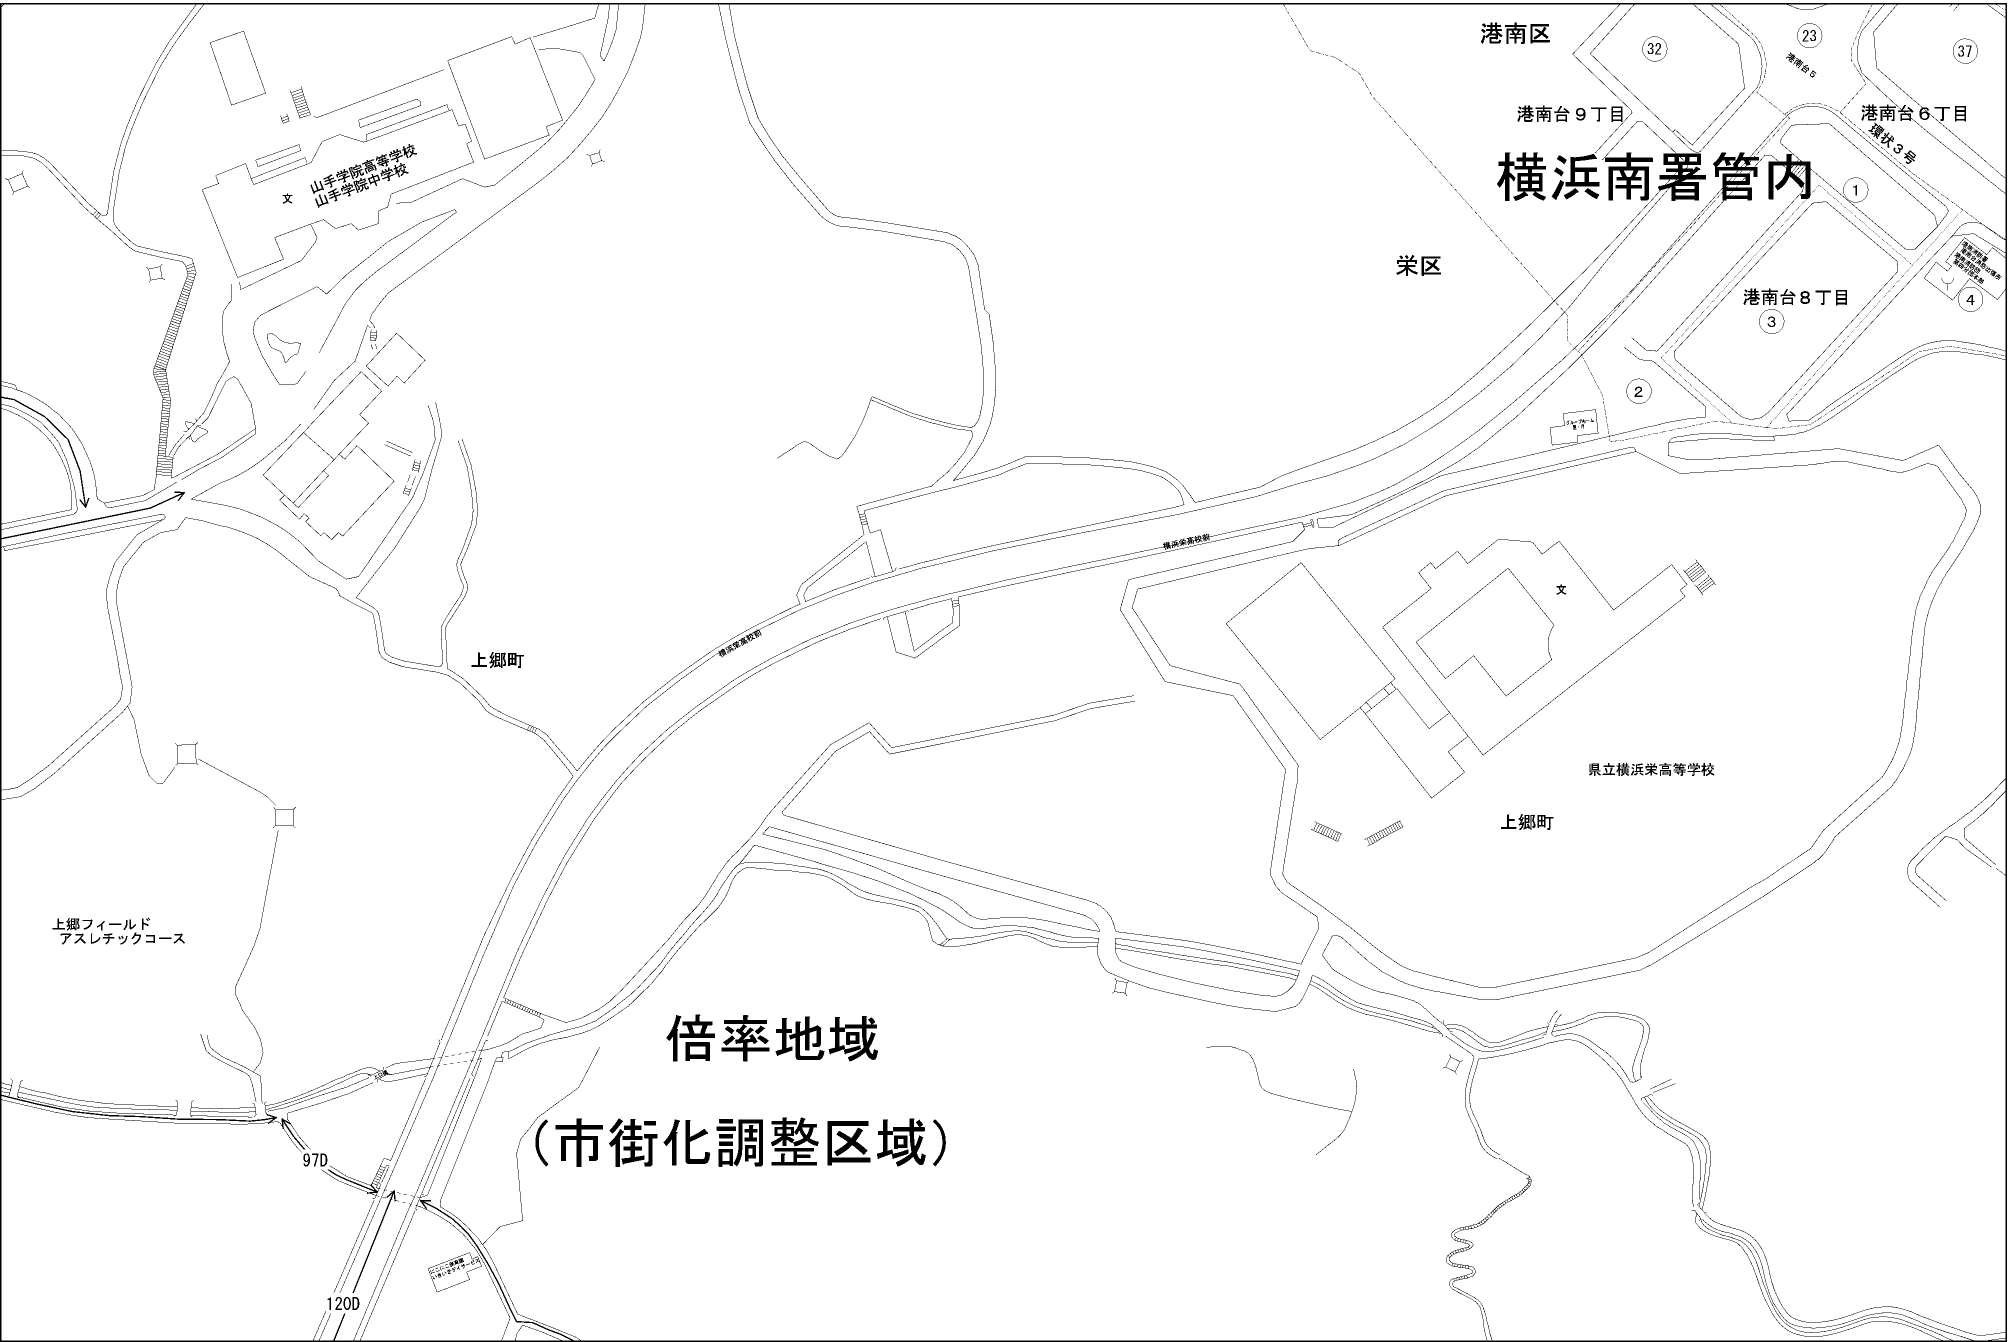 港南区
32
23
37
港南台５
港南台９丁目
港南台６丁目
環状３号
横浜南署管内
山手学院高等学校
山手学院中学校
文
1
栄区
港南台８丁目
3
4
2
横浜栄高校前
文
横浜栄高校前
上郷町
県立横浜栄高等学校
上郷町
上郷フィールド
アスレチックコース
倍率地域
（市街化調整区域）
97D
120D